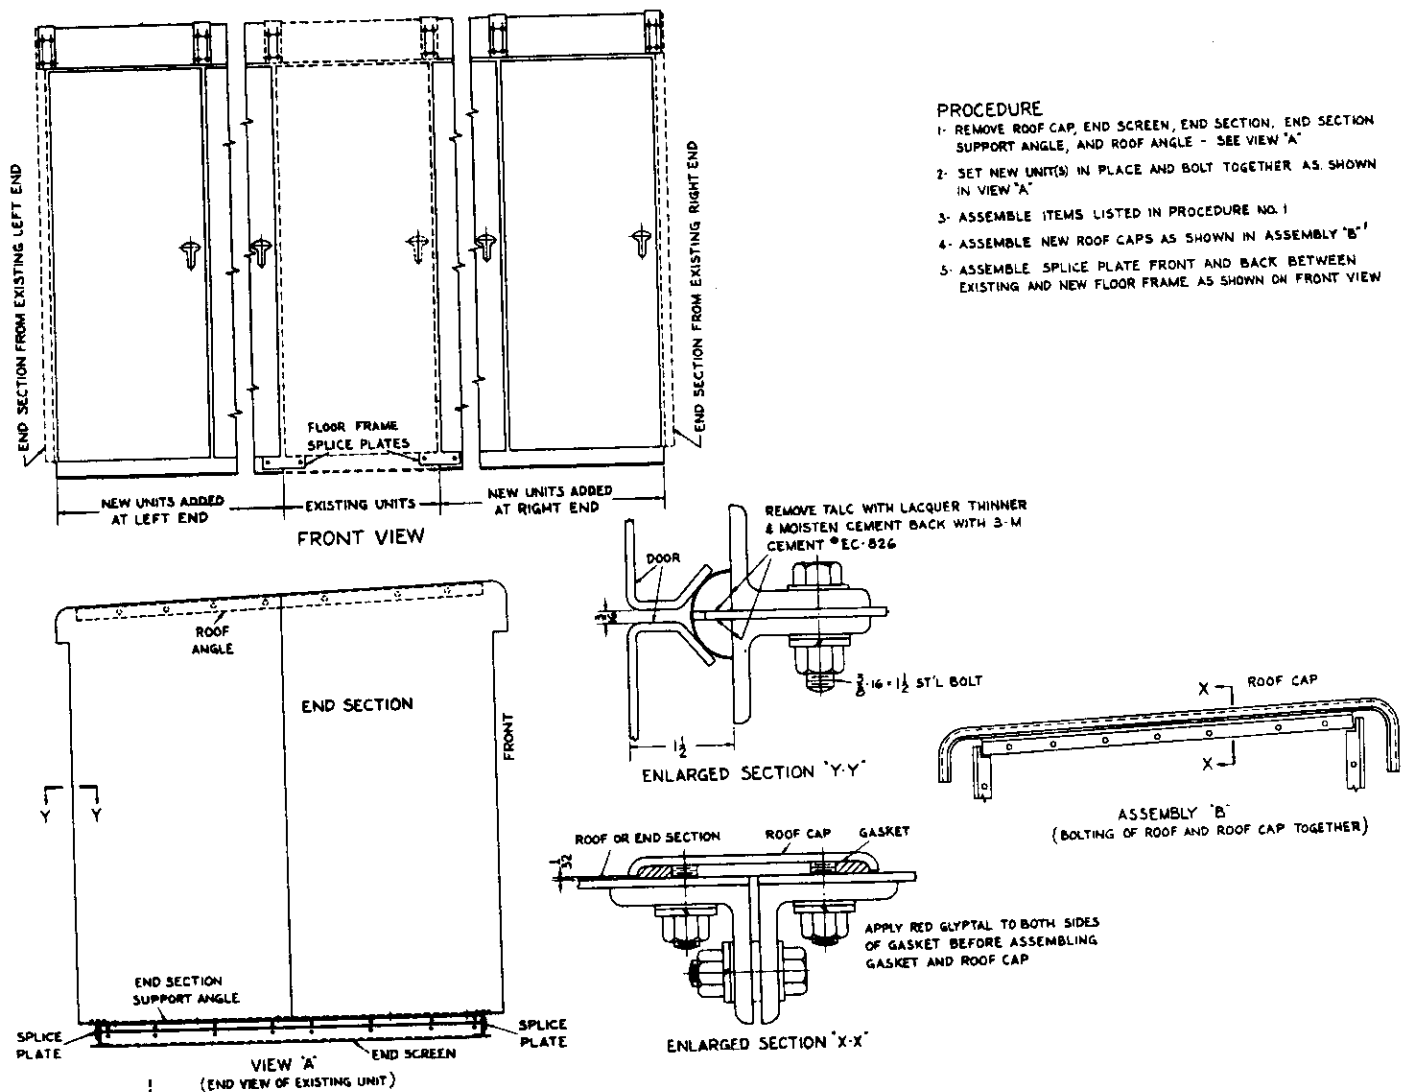 PROCEDURE
1- REMOVE ROOF CAP, END SCREEN, END SECTION, END SECTION
SUPPORT ANGLE, AND ROOF ANGLE - SEE VIEW "A"
2- SET NEW UNIT(S) IN PLACE AND BOLT TOGETHER AS SHOWN
IN VIEW "A"
3- ASSEMBLE ITEMS LISTED IN PROCEDURE NO. 1
4- ASSEMBLE NEW ROOF CAPS AS SHOWN IN ASSEMBLY "B"
5- ASSEMBLE SPLICE PLATE FRONT AND BACK BETWEEN
EXISTING AND NEW FLOOR FRAME AS SHOWN ON FRONT VIEW
END SECTION FROM EXISTING LEFT END
END SECTION FROM EXISTING RIGHT END
FLOOR FRAME
SPLICE PLATES
NEW UNITS ADDED
AT LEFT END
EXISTING UNITS
NEW UNITS ADDED
AT RIGHT END
FRONT VIEW
REMOVE TALC WITH LACQUER THINNER
& MOISTEN CEMENT BACK WITH 3-M
CEMENT #EC-826
DOOR
3/8-16 x 1 1/2 ST'L BOLT
1 1/2
ENLARGED SECTION "Y-Y"
ROOF
ANGLE
END SECTION
FRONT
Y
Y
END SECTION
SUPPORT ANGLE
SPLICE
PLATE
SPLICE
PLATE
END SCREEN
VIEW "A"
(END VIEW OF EXISTING UNIT)
X
ROOF CAP
X
ASSEMBLY "B"
(BOLTING OF ROOF AND ROOF CAP TOGETHER)
ROOF OR END SECTION
ROOF CAP
GASKET
1/32
APPLY RED GLYPTAL TO BOTH SIDES
OF GASKET BEFORE ASSEMBLING
GASKET AND ROOF CAP
ENLARGED SECTION "X-X"